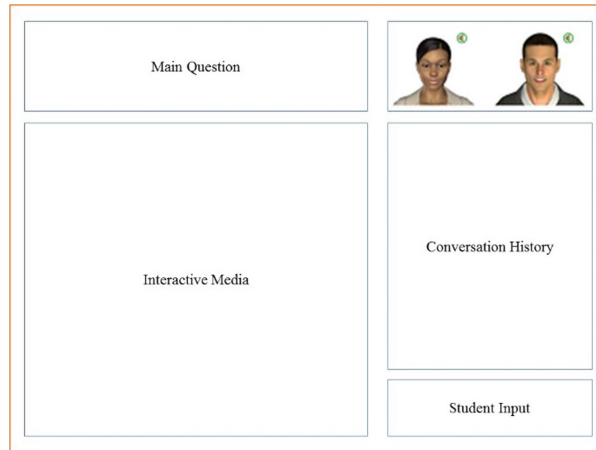 Main Question
Interactive Media
Conversation History
Student Input